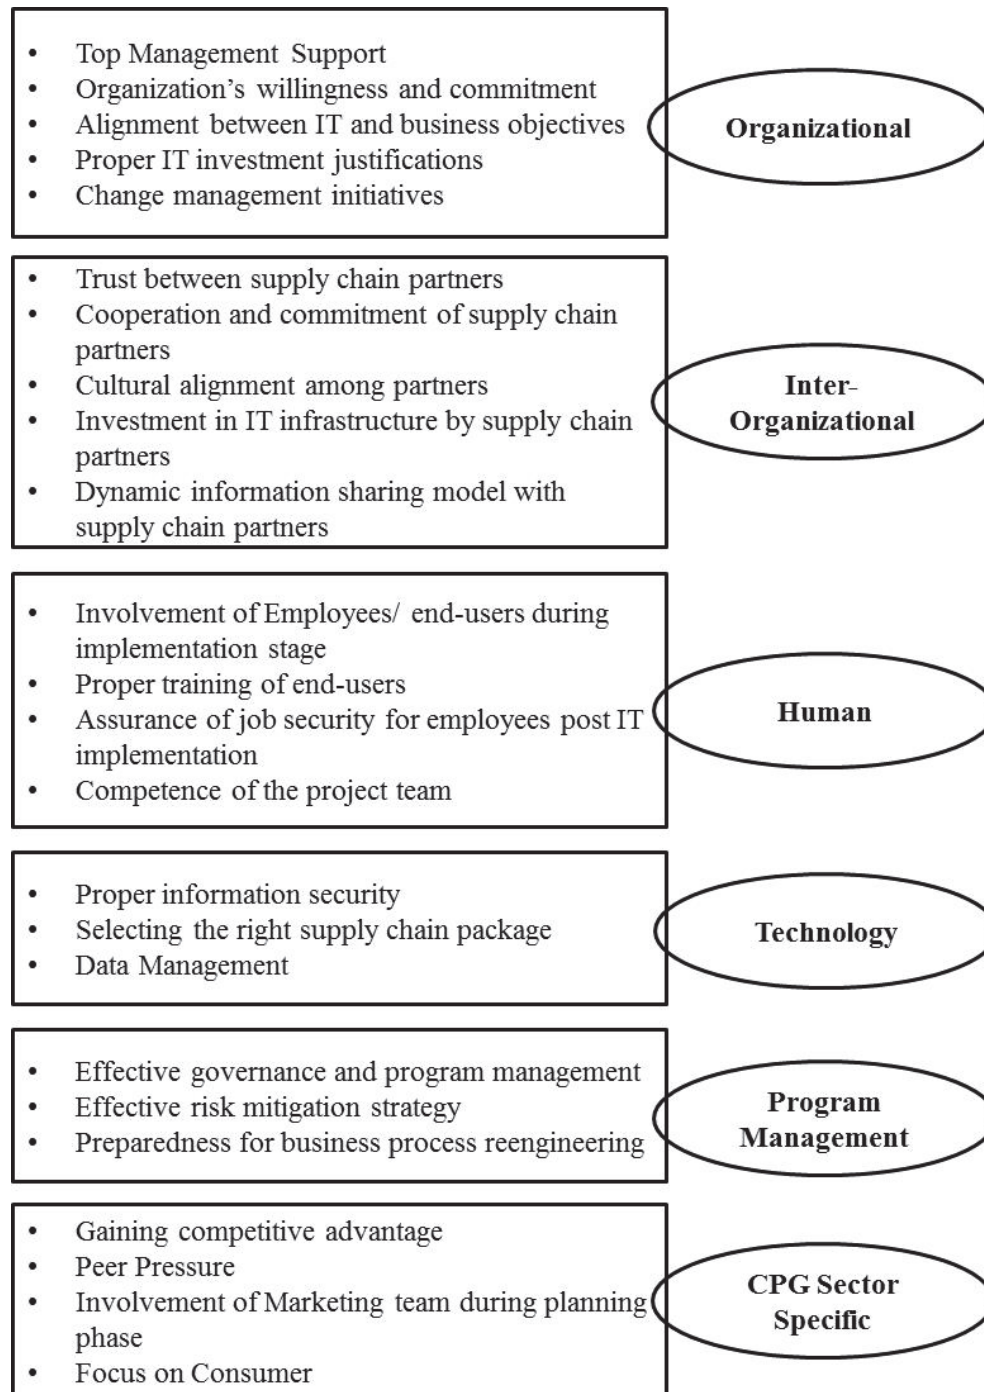 • Top Management Support
• Organization's willingness and commitment
• Alignment between IT and business objectives
• Proper IT investment justifications
• Change management initiatives
Organizational
• Trust between supply chain partners
• Cooperation and commitment of supply chain
partners
• Cultural alignment among partners
• Investment in IT infrastructure by supply chain
partners
• Dynamic information sharing model with
supply chain partners
Inter-
Organizational
• Involvement of Employees/ end-users during
implementation stage
• Proper training of end-users
• Assurance of job security for employees post IT
implementation
• Competence of the project team
Human
• Proper information security
• Selecting the right supply chain package
• Data Management
Technology
• Effective governance and program management
• Effective risk mitigation strategy
• Preparedness for business process reengineering
Program
Management
• Gaining competitive advantage
• Peer Pressure
• Involvement of Marketing team during planning
phase
• Focus on Consumer
CPG Sector
Specific